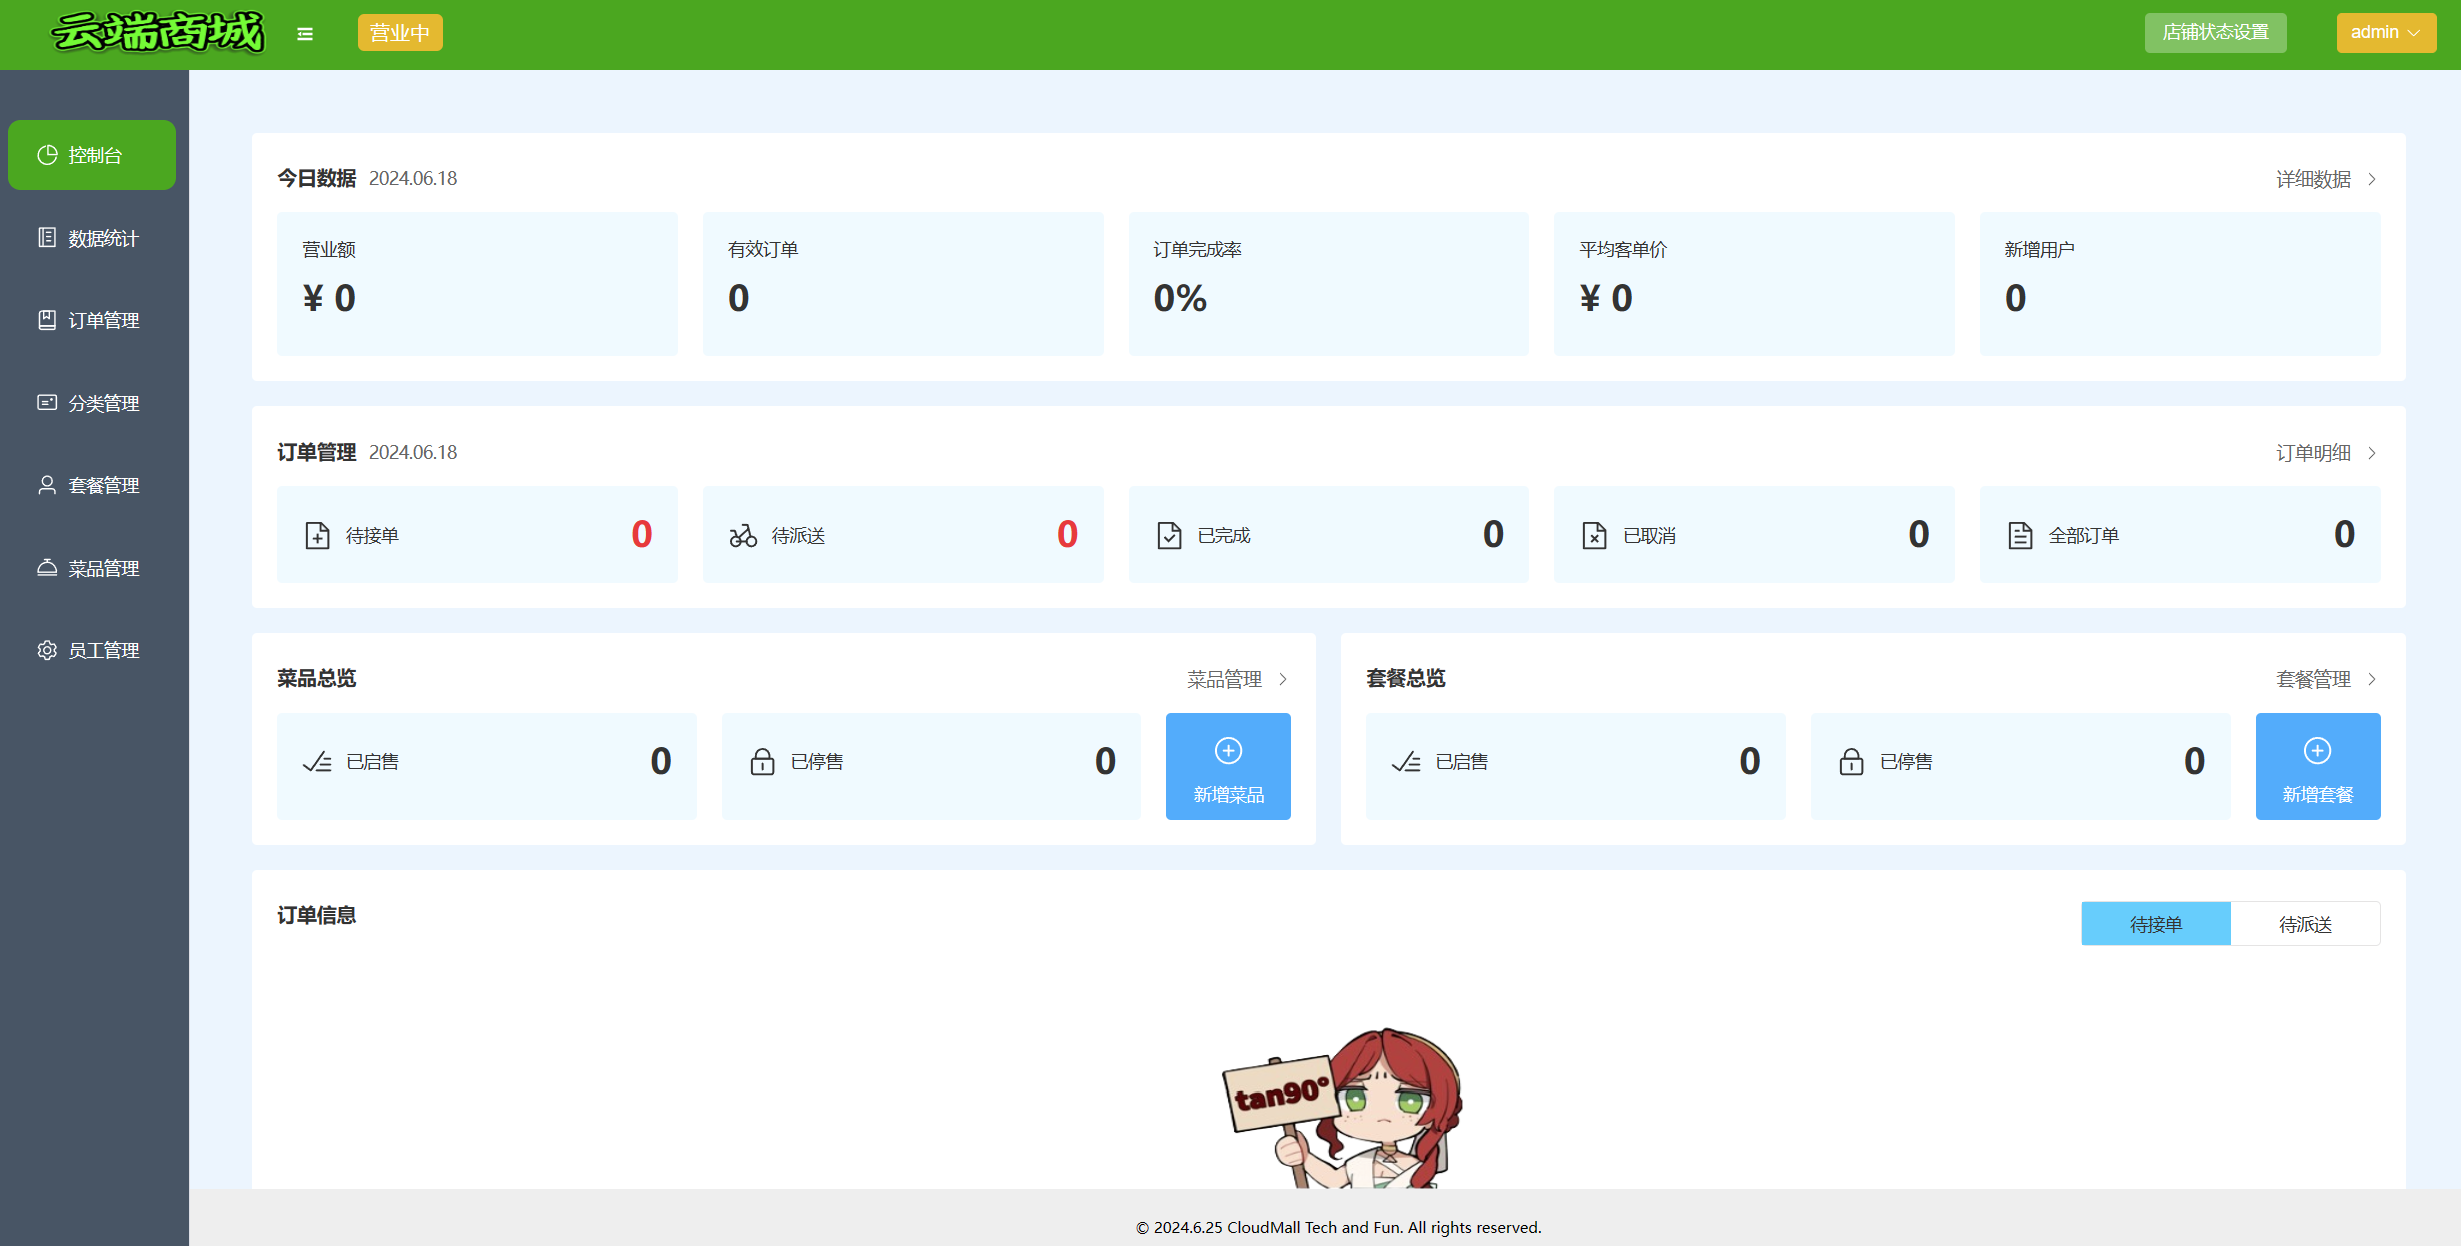 云端商城
营业中
店铺状态设置
admin
控制台
数据统计
订单管理
分类管理
套餐管理
菜品管理
员工管理
今日数据 2024.06.18
详细数据
营业额
¥ 0
有效订单
0
订单完成率
0%
平均客单价
¥ 0
新增用户
0
订单管理 2024.06.18
订单明细
待接单 0
待派送 0
已完成 0
已取消 0
全部订单 0
菜品总览
菜品管理
已启售 0
已停售 0
新增菜品
套餐总览
套餐管理
已启售 0
已停售 0
新增套餐
订单信息
待接单
待派送
tan90°
© 2024.6.25 CloudMall Tech and Fun. All rights reserved.